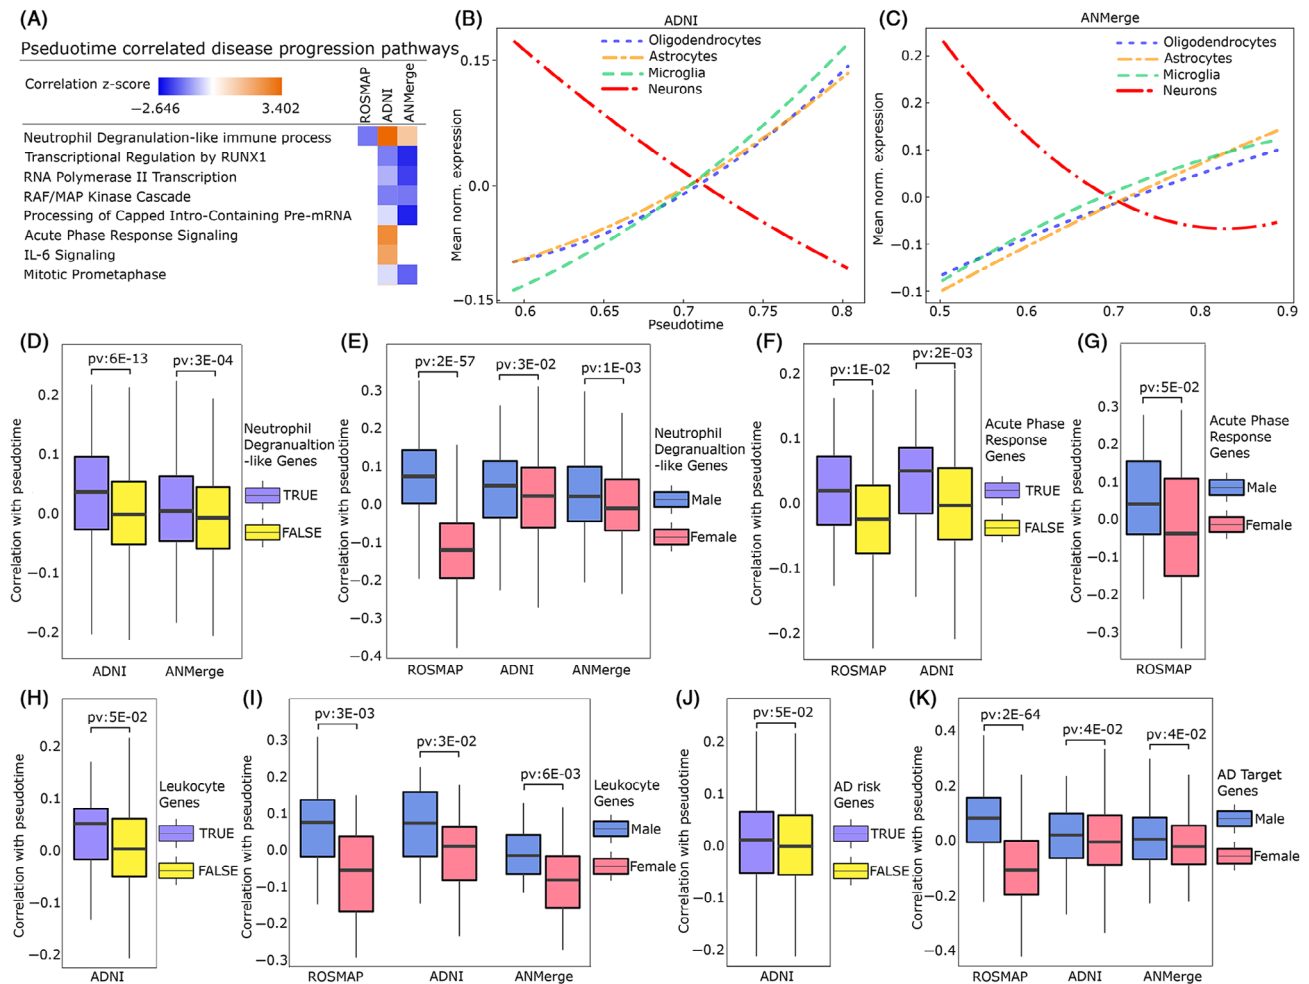 (A)
Pseduotime correlated disease progression pathways
Correlation z-score
−2.646 3.402
ROSMAP
ADNI
ANMerge
Neutrophil Degranulation-like immune process
Transcriptional Regulation by RUNX1
RNA Polymerase II Transcription
RAF/MAP Kinase Cascade
Processing of Capped Intro-Containing Pre-mRNA
Acute Phase Response Signaling
IL-6 Signaling
Mitotic Prometaphase
(B)
ADNI
Oligodendrocytes
Astrocytes
Microglia
Neurons
Mean norm. expression
0.15
0.0
−0.15
0.6 0.65 0.7 0.75 0.8
Pseudotime
(C)
ANMerge
Oligodendrocytes
Astrocytes
Microglia
Neurons
Mean norm. expression
0.2
0.2
0.1
0.0
−0.1
−0.1
0.5 0.6 0.7 0.8 0.9
(D)
pv:6E-13 pv:3E-04
Correlation with pseudotime
0.2
0.1
0.0
−0.1
−0.2
ADNI ANMerge
Neutrophil
Degranualtion
-like Genes
TRUE
FALSE
(E)
pv:2E-57 pv:3E-02 pv:1E-03
Correlation with pseudotime
0.3
0.2
0.1
0.0
−0.1
−0.2
−0.3
−0.4
ROSMAP ADNI ANMerge
Neutrophil
Degranualtion
-like Genes
Male
Female
(F)
pv:1E-02 pv:2E-03
Correlation with pseudotime
0.2
0.1
0.0
−0.1
−0.2
ROSMAP ADNI
Acute Phase
Response
Genes
TRUE
FALSE
(G)
pv:5E-02
Correlation with pseudotime
0.3
0.2
0.1
0.0
−0.1
−0.2
−0.3
ROSMAP
Acute Phase
Response
Genes
Male
Female
(H)
pv:5E-02
Correlation with pseudotime
0.2
0.1
0.0
−0.1
−0.2
ADNI
Leukocyte
Genes
TRUE
FALSE
(I)
pv:3E-03 pv:3E-02 pv:6E-03
Correlation with pseudotime
0.3
0.2
0.1
0.0
−0.1
−0.2
−0.3
ROSMAP ADNI ANMerge
Leukocyte
Genes
Male
Female
(J)
pv:5E-02
Correlation with pseudotime
0.2
0.1
0.0
−0.1
−0.2
ADNI
AD risk
Genes
TRUE
FALSE
(K)
pv:2E-64 pv:4E-02 pv:4E-02
Correlation with pseudotime
0.4
0.2
0.0
−0.2
−0.4
ROSMAP ADNI ANMerge
AD Target
Genes
Male
Female